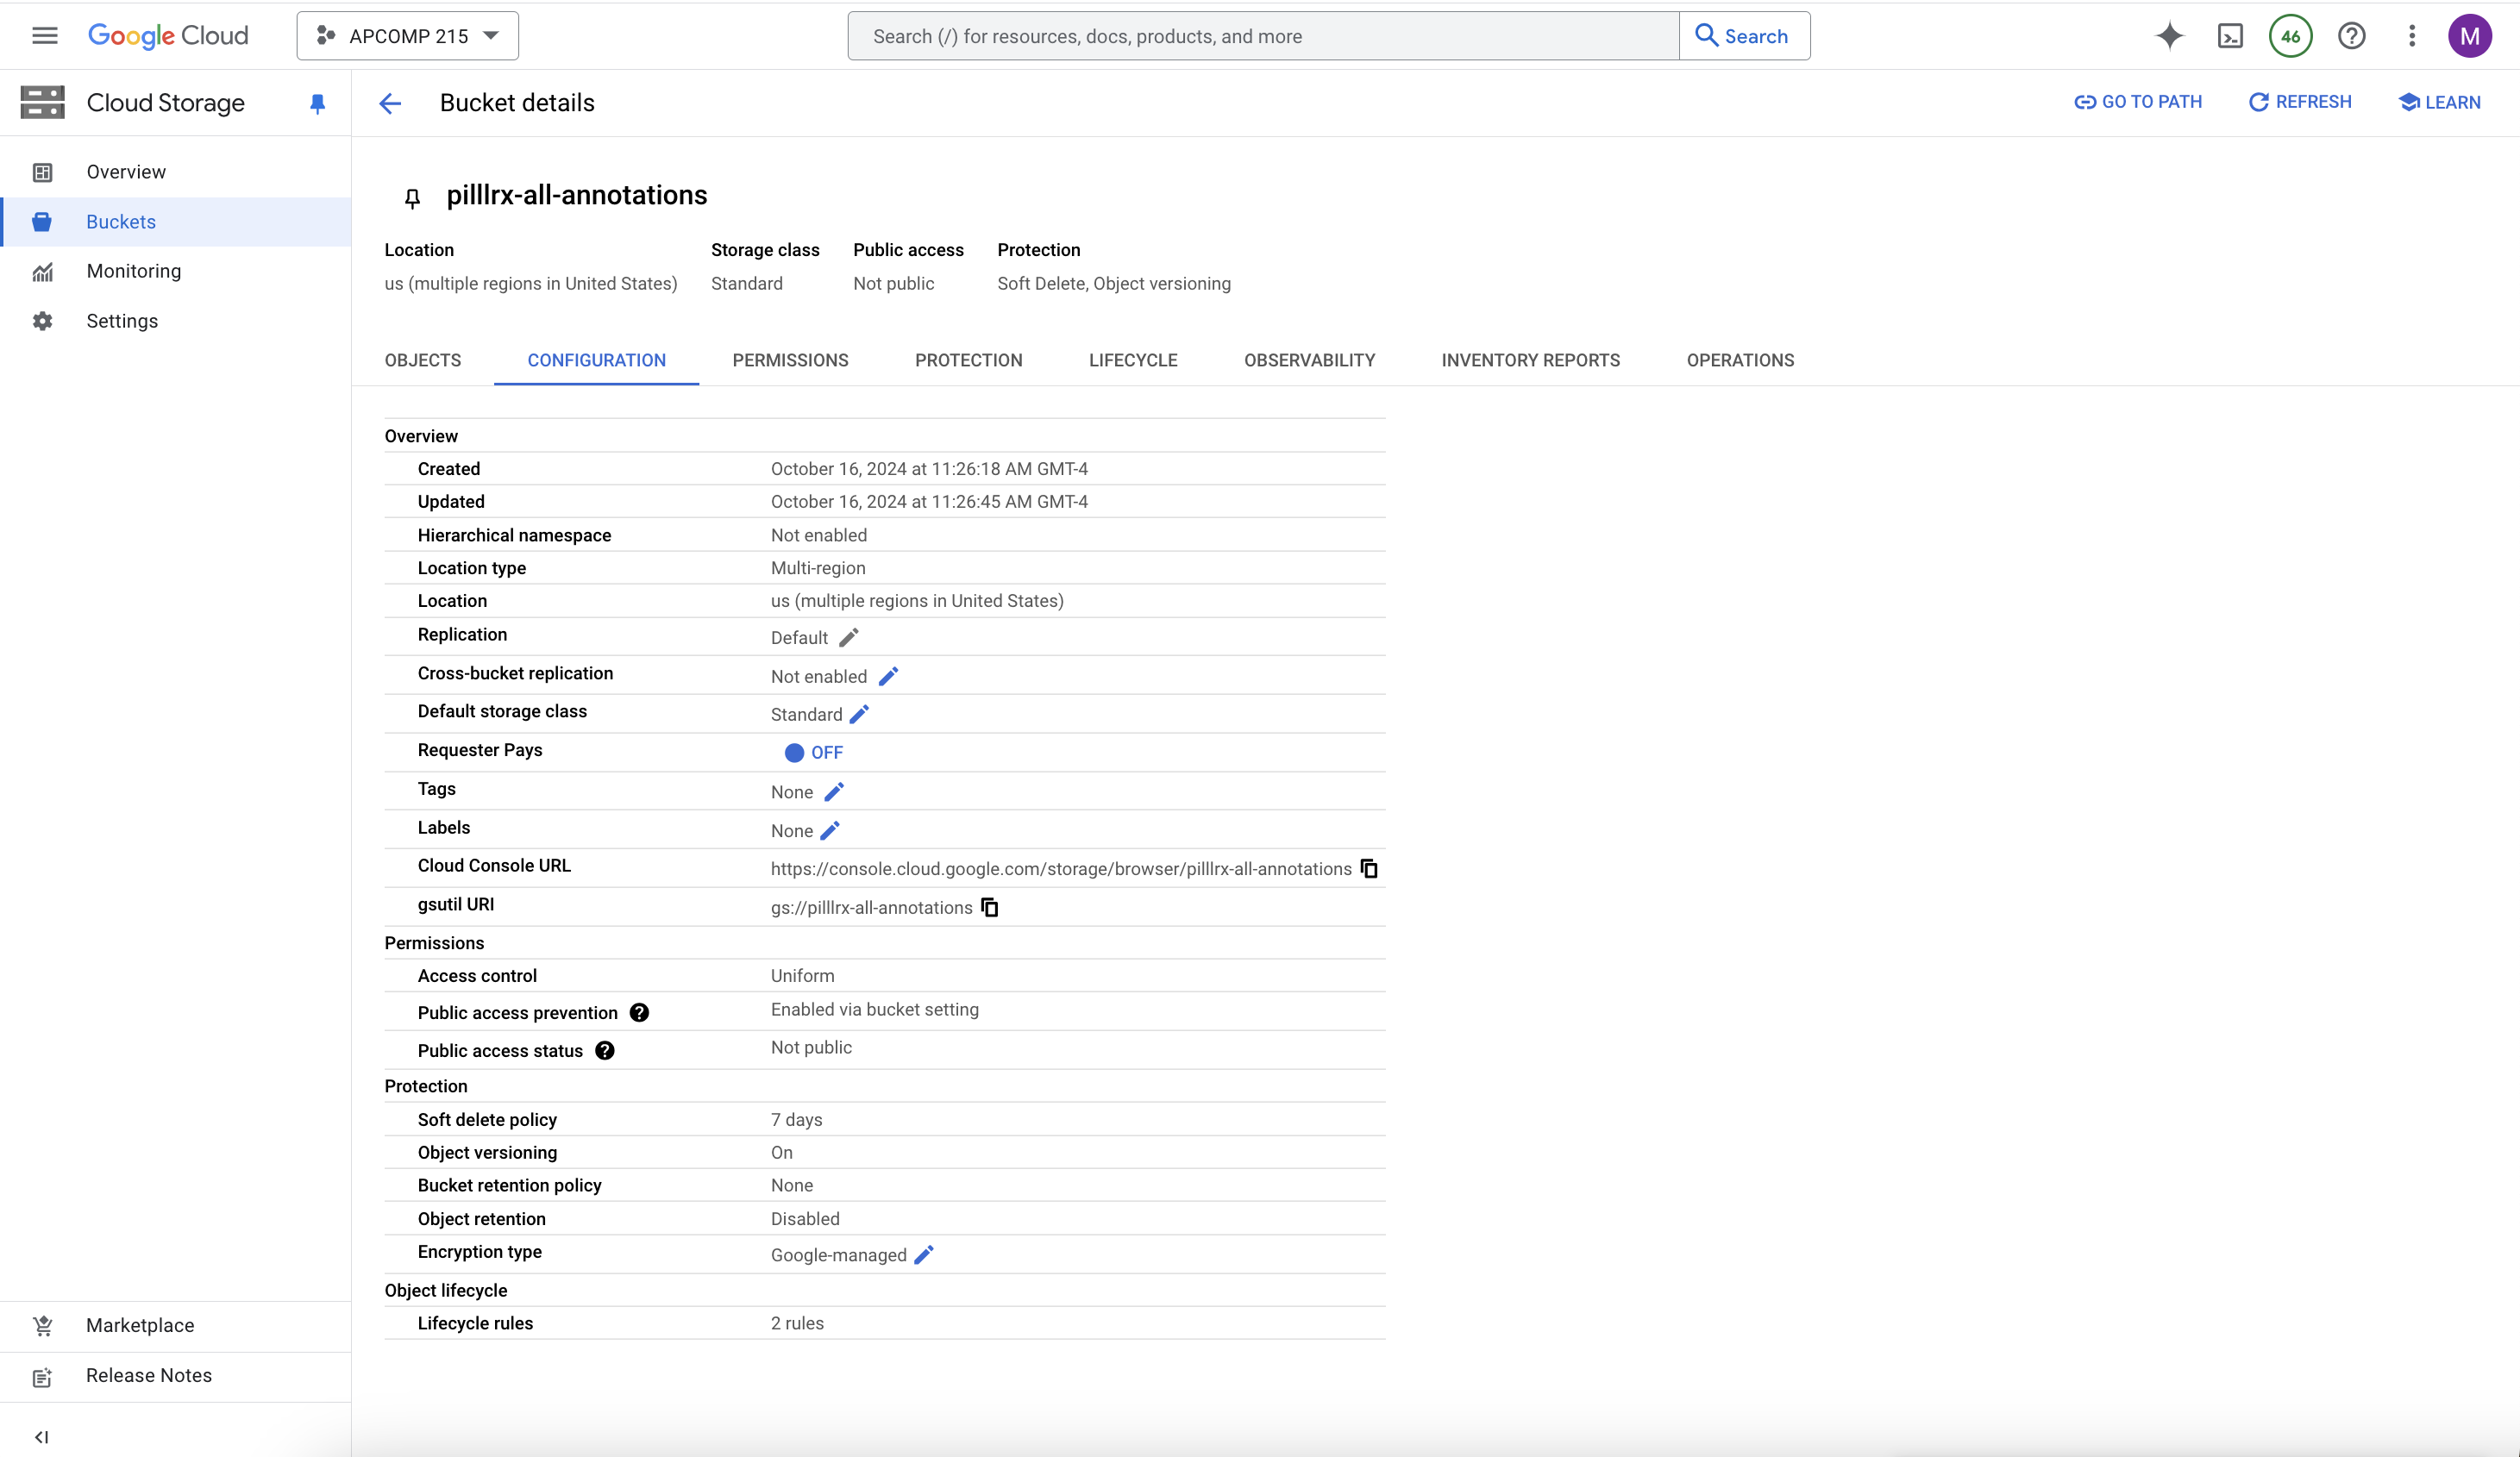 Google Cloud
APCOMP 215
Search (/) for resources, docs, products, and more
Search
46
M
Cloud Storage
Bucket details
GO TO PATH
REFRESH
LEARN
Overview
Buckets
Monitoring
Settings
Marketplace
Release Notes
pilllrx-all-annotations
Location Storage class Public access Protection
us (multiple regions in United States) Standard Not public Soft Delete, Object versioning
OBJECTS CONFIGURATION PERMISSIONS PROTECTION LIFECYCLE OBSERVABILITY INVENTORY REPORTS OPERATIONS
Overview
Created October 16, 2024 at 11:26:18 AM GMT-4
Updated October 16, 2024 at 11:26:45 AM GMT-4
Hierarchical namespace Not enabled
Location type Multi-region
Location us (multiple regions in United States)
Replication Default
Cross-bucket replication Not enabled
Default storage class Standard
Requester Pays OFF
Tags None
Labels None
Cloud Console URL https://console.cloud.google.com/storage/browser/pilllrx-all-annotations
gsutil URI gs://pilllrx-all-annotations
Permissions
Access control Uniform
Public access prevention Enabled via bucket setting
Public access status Not public
Protection
Soft delete policy 7 days
Object versioning On
Bucket retention policy None
Object retention Disabled
Encryption type Google-managed
Object lifecycle
Lifecycle rules 2 rules